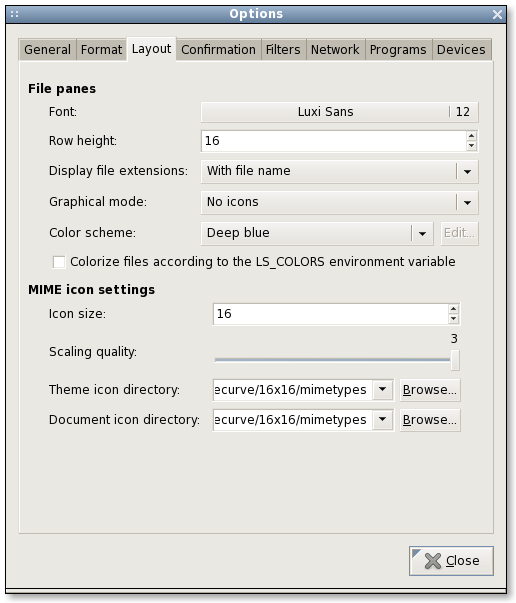 Options
General Format Layout Confirmation Filters Network Programs Devices
File panes
Font: Luxi Sans 12
Row height: 16
Display file extensions: With file name
Graphical mode: No icons
Color scheme: Deep blue Edit...
Colorize files according to the LS_COLORS environment variable
MIME icon settings
Icon size: 16
3
Scaling quality:
Theme icon directory: ecurve/16x16/mimetypes Browse...
Document icon directory: ecurve/16x16/mimetypes Browse...
Close